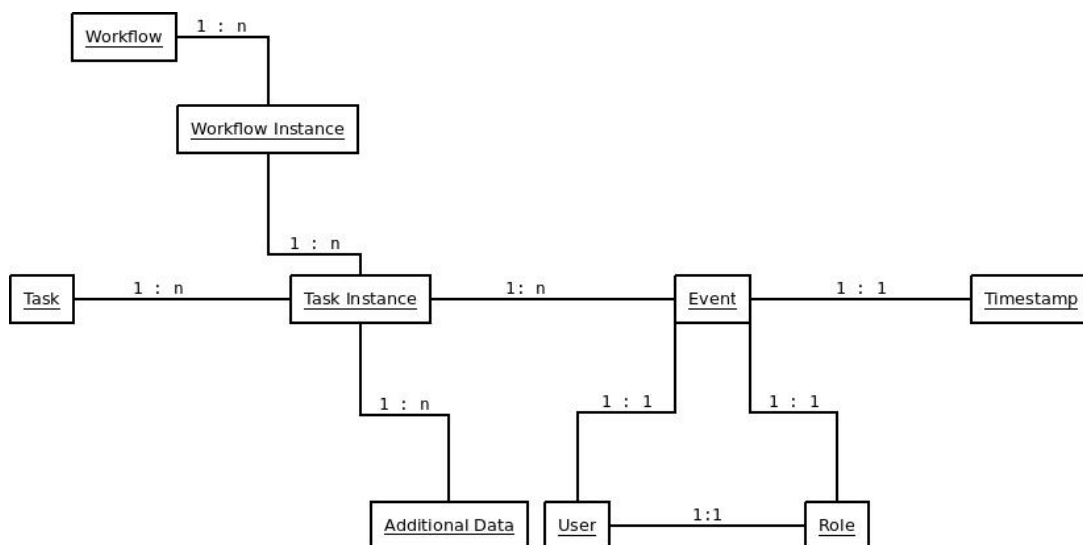 1 : n
Workflow
Workflow Instance
1 : n
1 : n
1: n
1 : 1
Task
Task Instance
Event
Timestamp
1 : n
1 : 1
1 : 1
1:1
Additional Data
User
Role